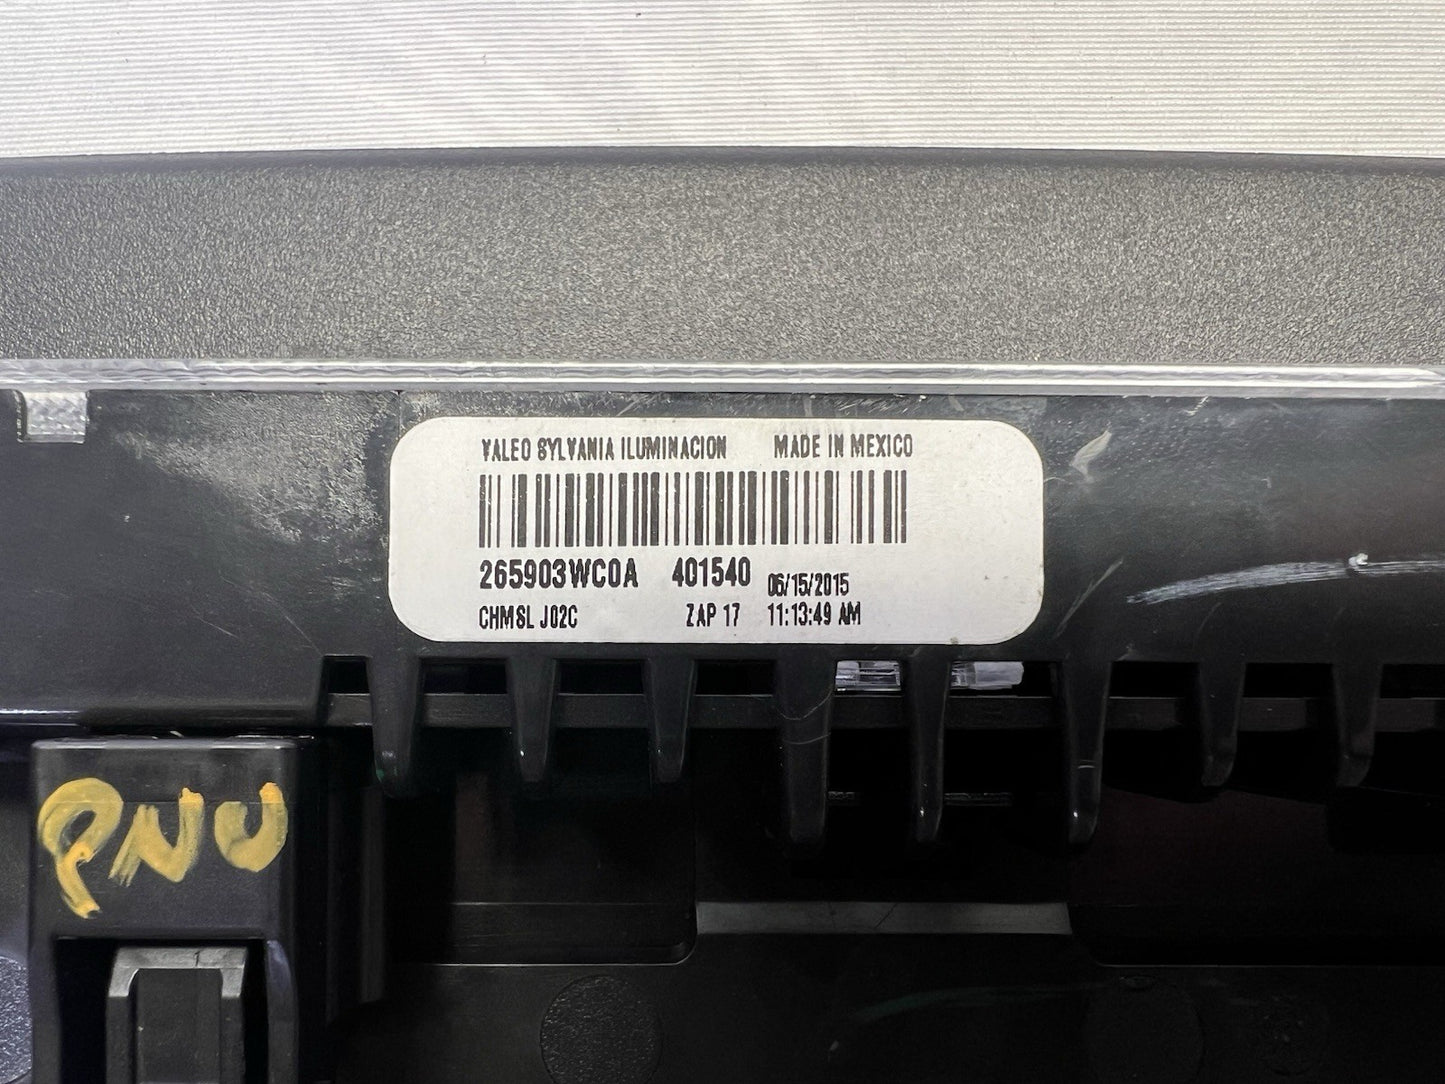 VALEO SYLVANIA ILUMINACION MADE IN MEXICO
265903WC0A 401540 06/15/2015
CHMSL J02C ZAP 17 11:13:49 AM
PNU